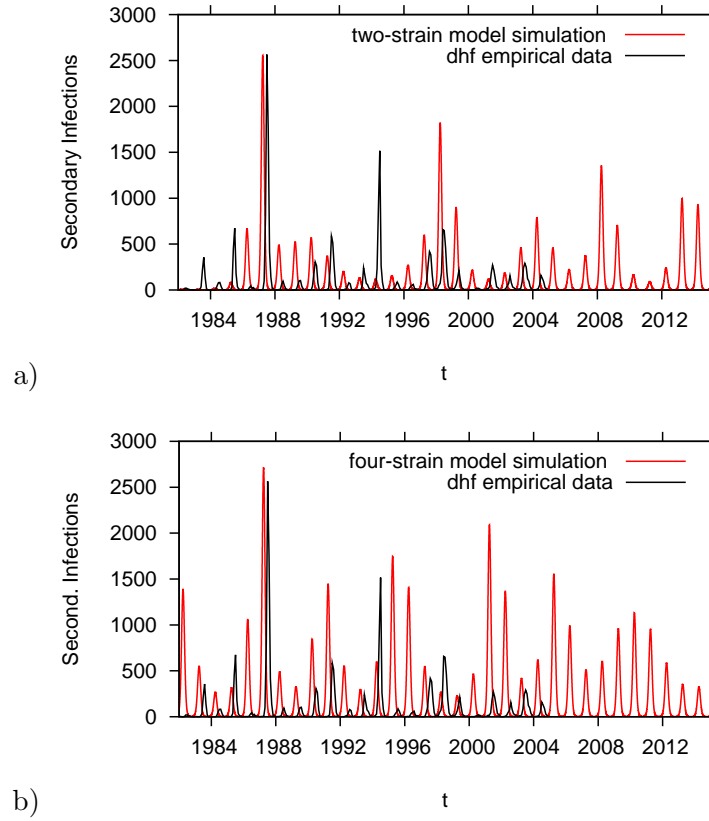 3000
2500
2000
1500
1000
500
0
Secondary Infections
two-strain model simulation
dhf empirical data
1984 1988 1992 1996 2000 2004 2008 2012
a)
t
3000
2500
2000
1500
1000
500
0
Second. Infections
four-strain model simulation
dhf empirical data
1984 1988 1992 1996 2000 2004 2008 2012
b)
t